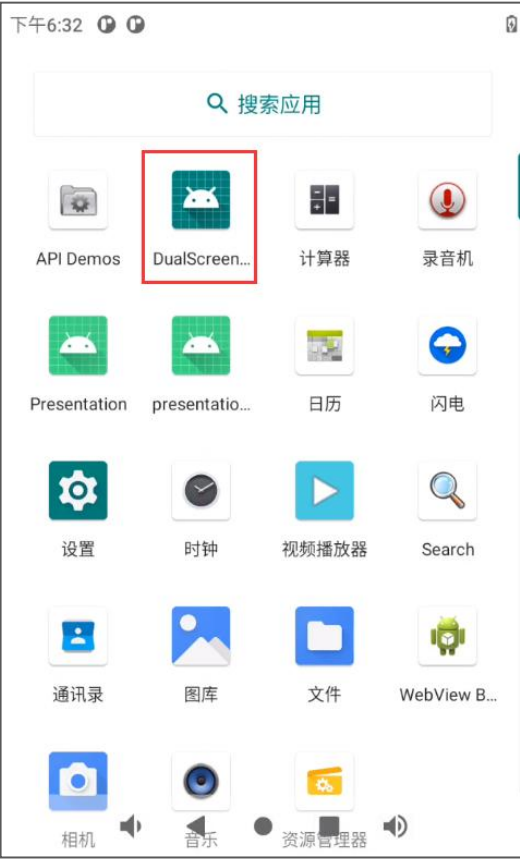 下午6:32
搜索应用
API Demos
DualScreen...
计算器
录音机
Presentation
presentatio...
日历
闪电
设置
时钟
视频播放器
Search
通讯录
图库
文件
WebView B...
相机
音乐
资源管理器